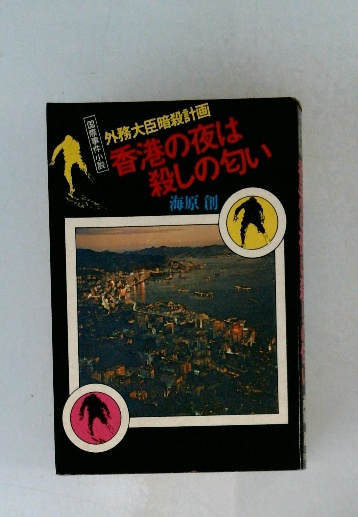 国際事件小説
外務大臣暗殺計画
香港の夜は
殺しの匂い
海原 創